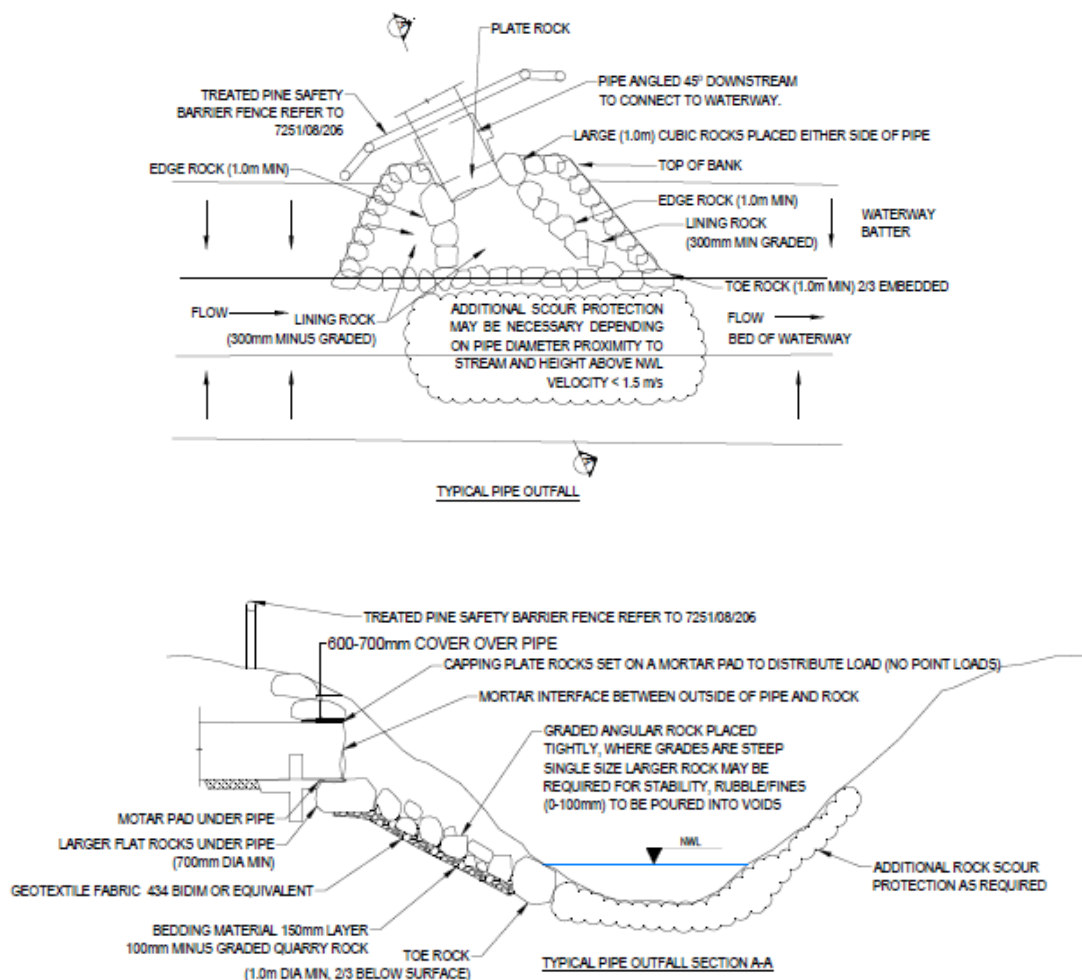 A
PLATE ROCK
TREATED PINE SAFETY
BARRIER FENCE REFER TO
7251/08/206
PIPE ANGLED 45° DOWNSTREAM
TO CONNECT TO WATERWAY.
LARGE (1.0m) CUBIC ROCKS PLACED EITHER SIDE OF PIPE
EDGE ROCK (1.0m MIN)
TOP OF BANK
EDGE ROCK (1.0m MIN)
LINING ROCK
(300mm MIN GRADED)
WATERWAY
BATTER
TOE ROCK (1.0m MIN) 2/3 EMBEDDED
FLOW
LINING ROCK
(300mm MINUS GRADED)
ADDITIONAL SCOUR PROTECTION
MAY BE NECESSARY DEPENDING
ON PIPE DIAMETER PROXIMITY TO
STREAM AND HEIGHT ABOVE NWL
VELOCITY < 1.5 m/s
FLOW
BED OF WATERWAY
A
TYPICAL PIPE OUTFALL
TREATED PINE SAFETY BARRIER FENCE REFER TO 7251/08/206
600-700mm COVER OVER PIPE
CAPPING PLATE ROCKS SET ON A MORTAR PAD TO DISTRIBUTE LOAD (NO POINT LOADS)
MORTAR INTERFACE BETWEEN OUTSIDE OF PIPE AND ROCK
GRADED ANGULAR ROCK PLACED
TIGHTLY, WHERE GRADES ARE STEEP
SINGLE SIZE LARGER ROCK MAY BE
REQUIRED FOR STABILITY, RUBBLE/FINES
(0-100mm) TO BE POURED INTO VOIDS
MOTAR PAD UNDER PIPE
LARGER FLAT ROCKS UNDER PIPE
(700mm DIA MIN)
NWL
GEOTEXTILE FABRIC 434 BIDIM OR EQUIVALENT
ADDITIONAL ROCK SCOUR
PROTECTION AS REQUIRED
BEDDING MATERIAL 150mm LAYER
100mm MINUS GRADED QUARRY ROCK
TOE ROCK
(1.0m DIA MIN, 2/3 BELOW SURFACE)
TYPICAL PIPE OUTFALL SECTION A-A